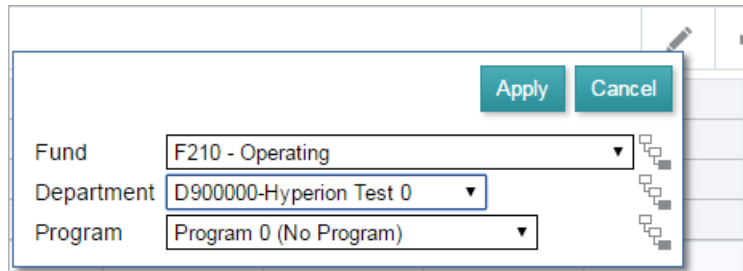 Apply Cancel
Fund F210 - Operating
Department D900000-Hyperion Test 0
Program Program 0 (No Program)